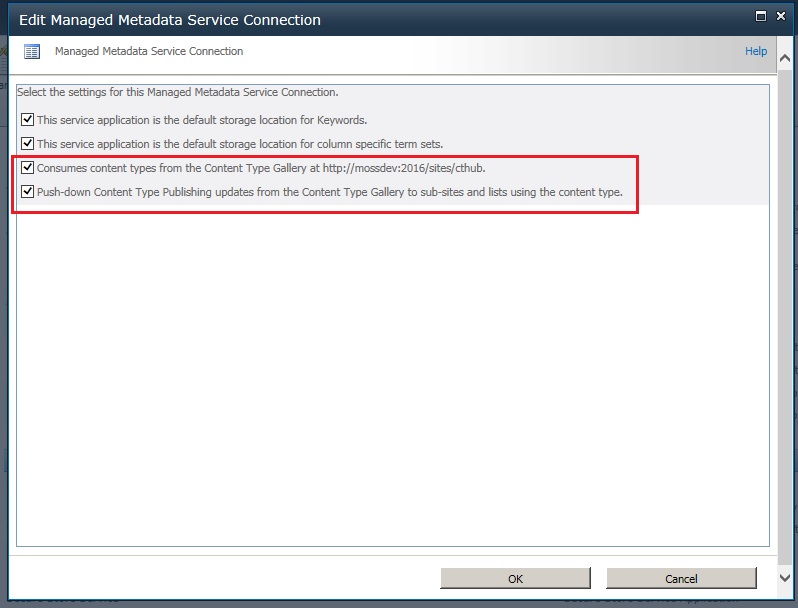 Edit Managed Metadata Service Connection
Managed Metadata Service Connection
Help
Select the settings for this Managed Metadata Service Connection.
This service application is the default storage location for Keywords.
This service application is the default storage location for column specific term sets.
Consumes content types from the Content Type Gallery at http://mossdev:2016/sites/cthub.
Push-down Content Type Publishing updates from the Content Type Gallery to sub-sites and lists using the content type.
OK
Cancel